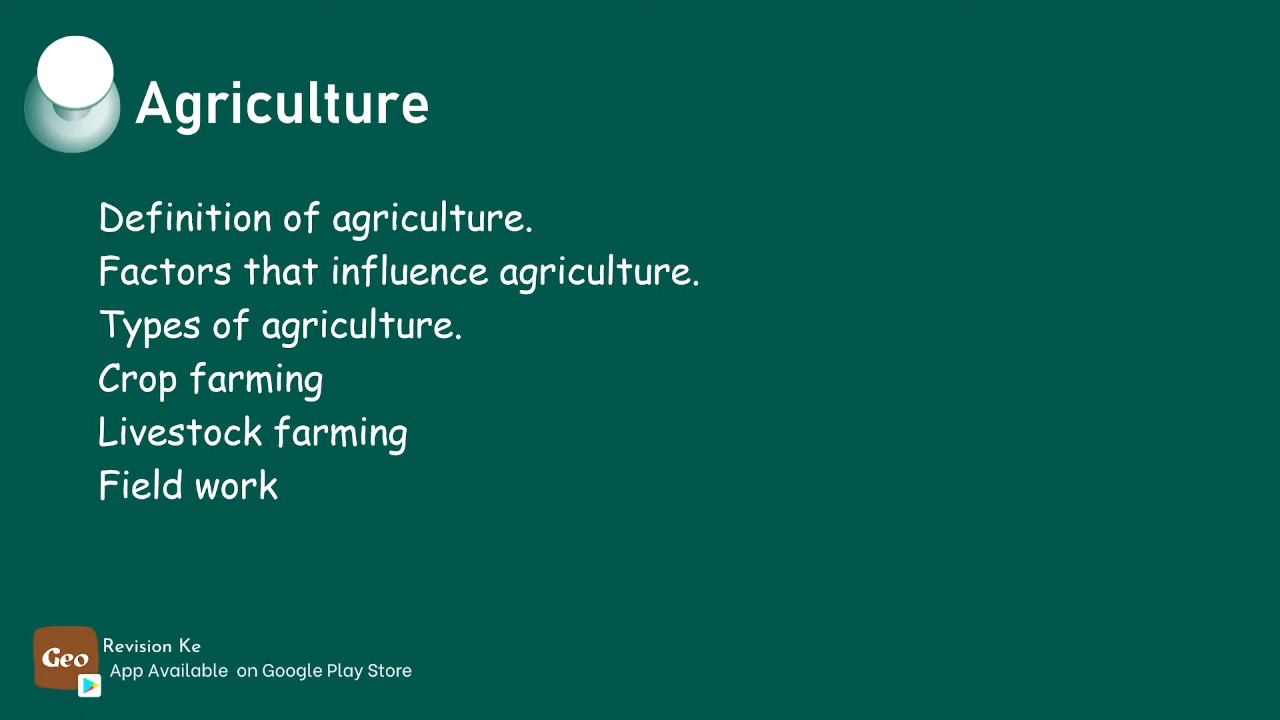 Agriculture
Definition of agriculture.
Factors that influence agriculture.
Types of agriculture.
Crop farming
Livestock farming
Field work
Geo
Revision Ke
App Available on Google Play Store